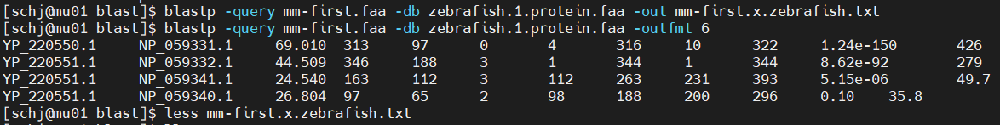 [schj@mu01 blast]$ blastp -query mm-first.faa -db zebrafish.1.protein.faa -out mm-first.x.zebrafish.txt
[schj@mu01 blast]$ blastp -query mm-first.faa -db zebrafish.1.protein.faa -outfmt 6
YP_220550.1 NP_059331.1 69.010 313 97 0 4 316 10 322 1.24e-150 426
YP_220551.1 NP_059332.1 44.509 346 188 3 1 344 1 344 8.62e-92 279
YP_220551.1 NP_059341.1 24.540 163 112 3 112 263 231 393 5.15e-06 49.7
YP_220551.1 NP_059340.1 26.804 97 65 2 98 188 200 296 0.10 35.8
[schj@mu01 blast]$ less mm-first.x.zebrafish.txt